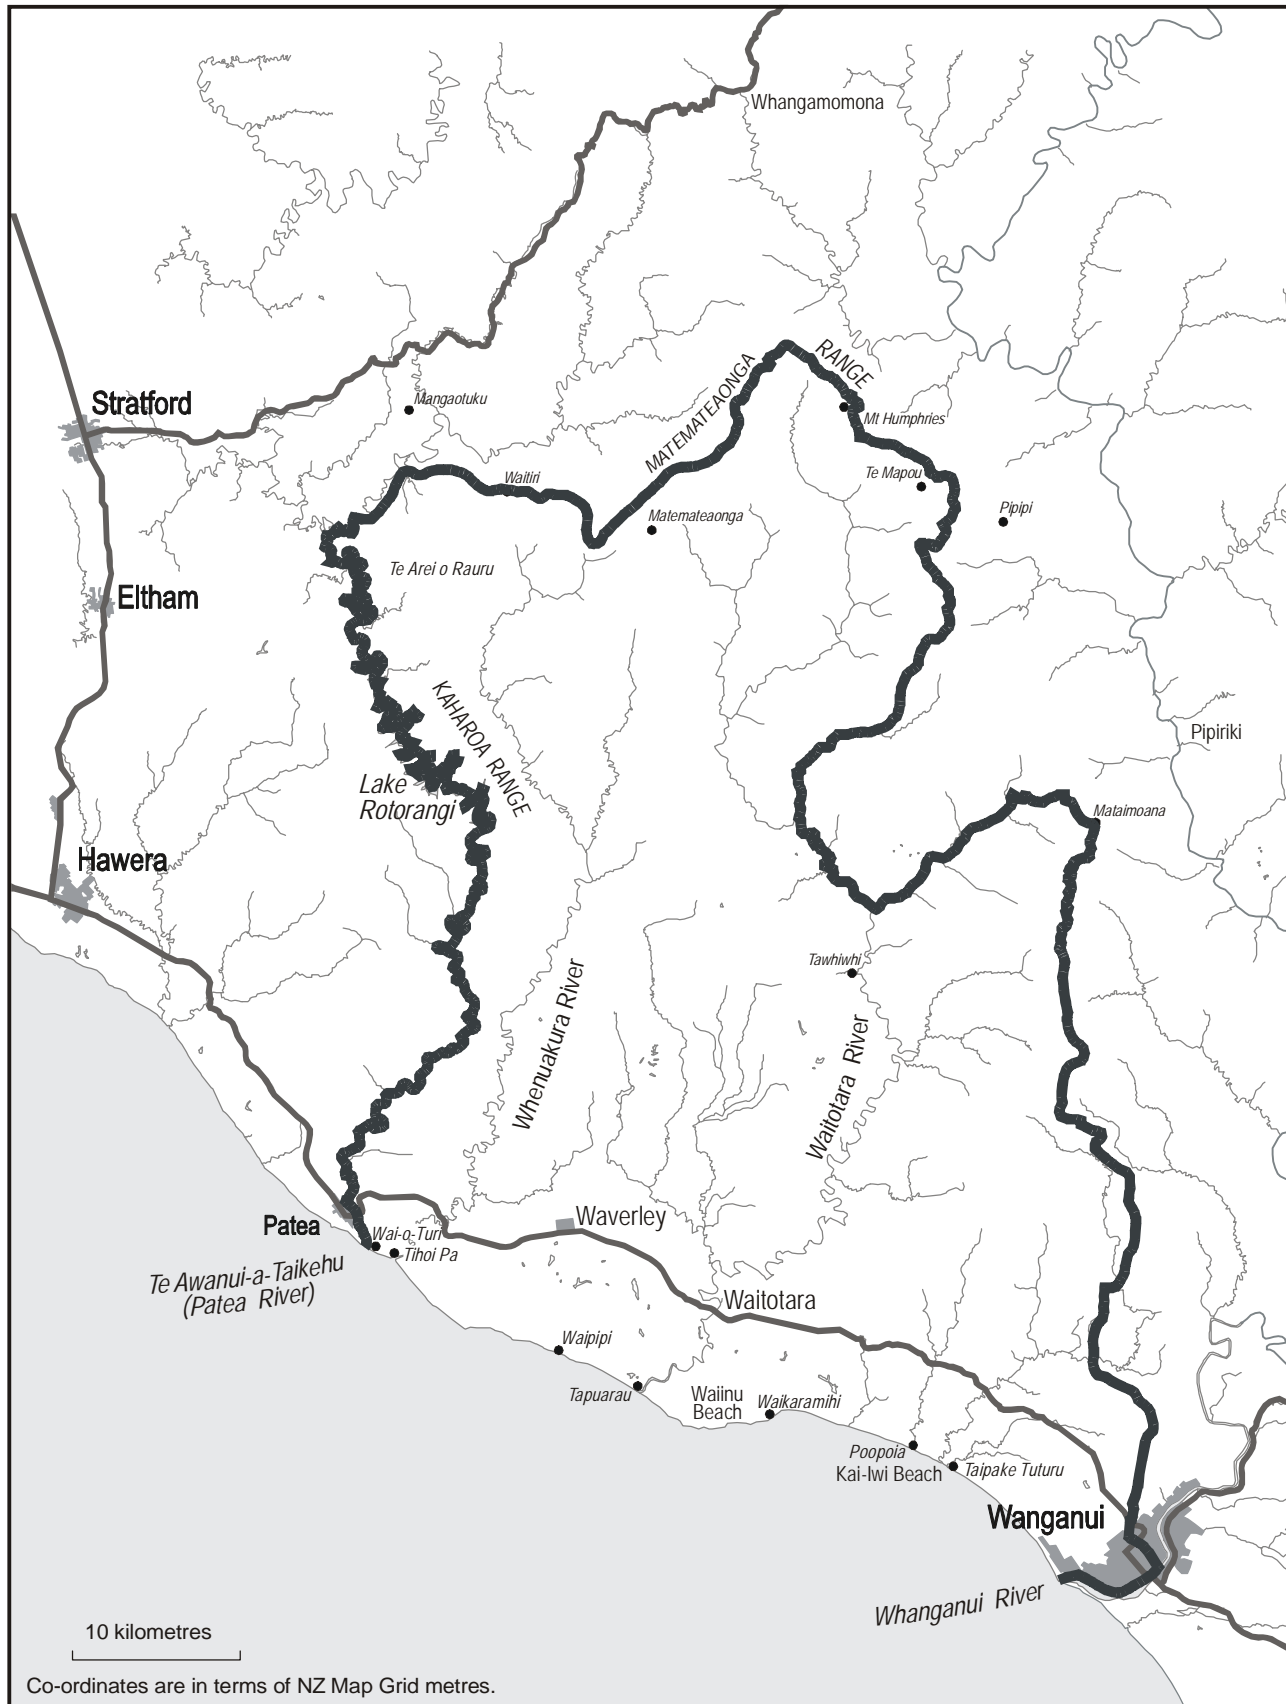 Whangamomona
MATEMATEAONGA
RANGE
Stratford
Mangaotuku
Mt Humphries
Waitiri
Te Mapou
Matemateaonga
Pipipi
Te Arei o Rauru
Eltham
KAHAROA RANGE
Pipiriki
Lake
Rotorangi
Mataimoana
Hawera
Tawhiwhi
Whenuakura River
Waitotara River
Patea
Waverley
Wai-o-Turi
Tihoi Pa
Te Awanui-a-Taikehu
(Patea River)
Waitotara
Waipipi
Tapuarau
Waiinu
Beach
Waikaramihi
Poopoia
Kai-Iwi Beach
Taipake Tuturu
Wanganui
Whanganui River
10 kilometres
Co-ordinates are in terms of NZ Map Grid metres.